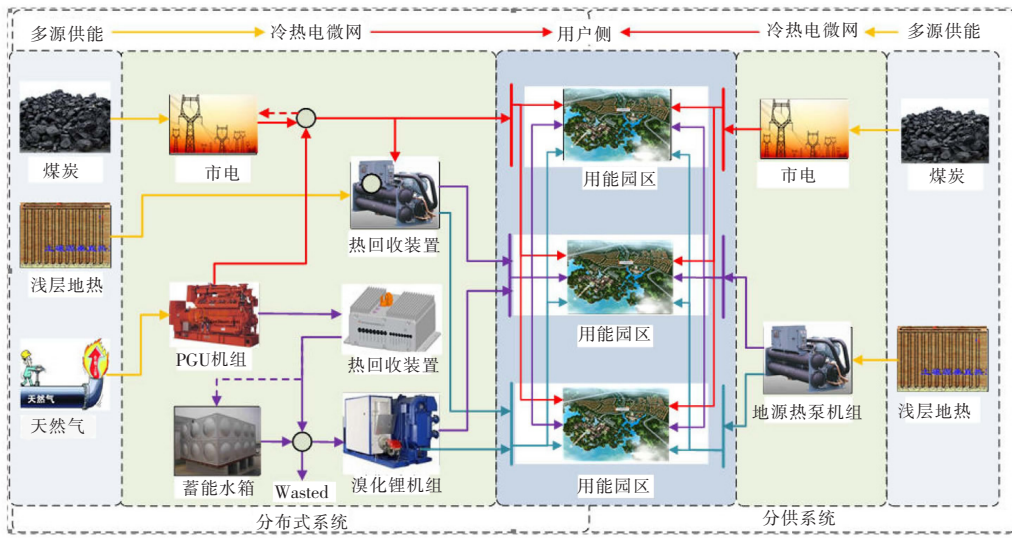 多源供能
冷热电微网
用户侧
冷热电微网
多源供能
煤炭
市电
用能园区
市电
煤炭
热回收装置
浅层地热
PGU机组
热回收装置
用能园区
天然气
天然气
地源热泵机组
浅层地热
蓄能水箱
Wasted
溴化锂机组
用能园区
分布式系统
分供系统